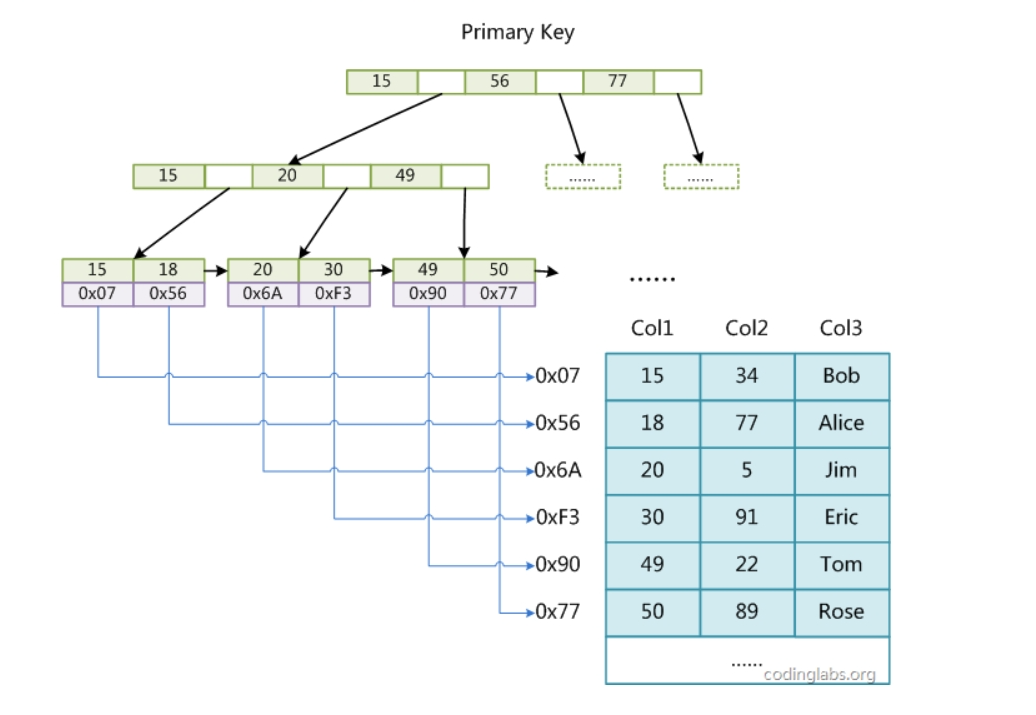 Primary Key
15 56 77
15 20 49 ...... ......
15 18 20 30 49 50
0x07 0x56 0x6A 0xF3 0x90 0x77
......
Col1 Col2 Col3
0x07 15 34 Bob
0x56 18 77 Alice
0x6A 20 5 Jim
0xF3 30 91 Eric
0x90 49 22 Tom
0x77 50 89 Rose
......
codinglabs.org